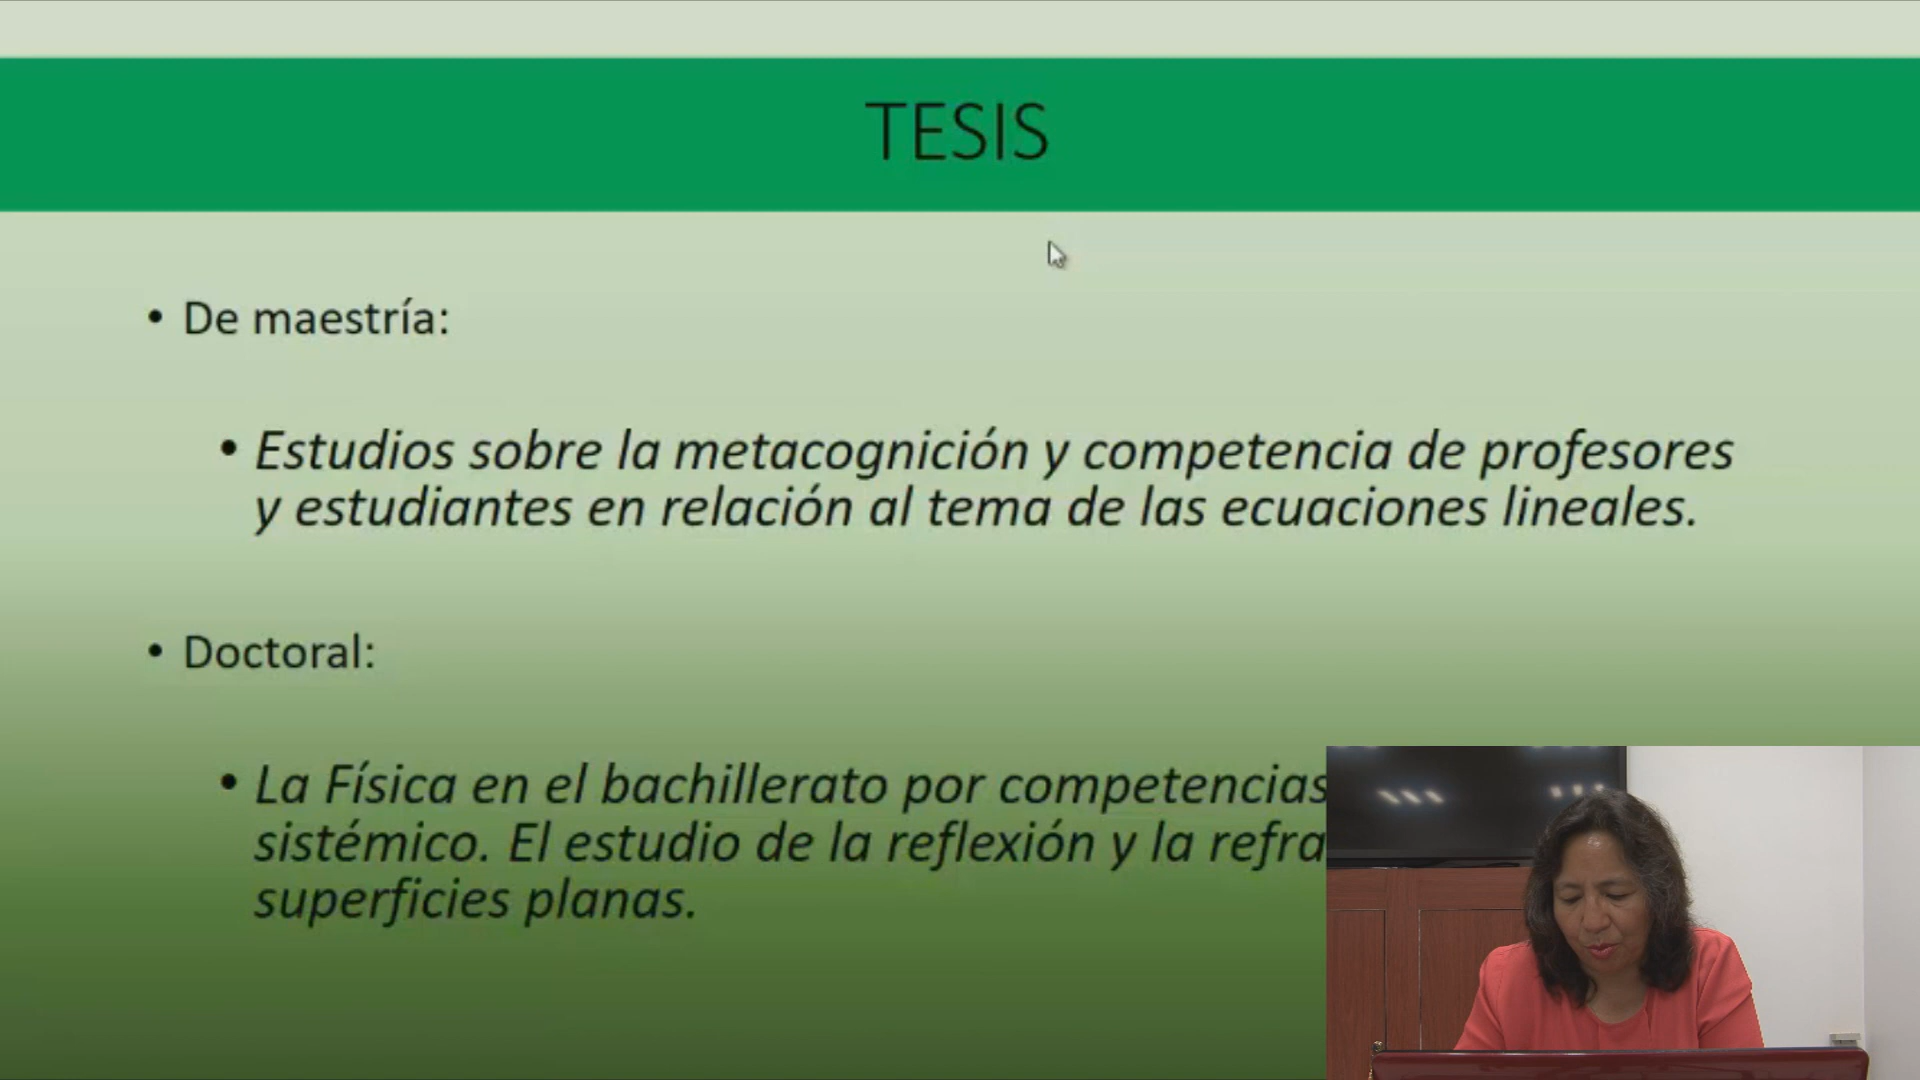 TESIS
• De maestría:
• Estudios sobre la metacognición y competencia de profesores
y estudiantes en relación al tema de las ecuaciones lineales.
• Doctoral:
• La Física en el bachillerato por competencias
sistémico. El estudio de la reflexión y la
superficies planas.